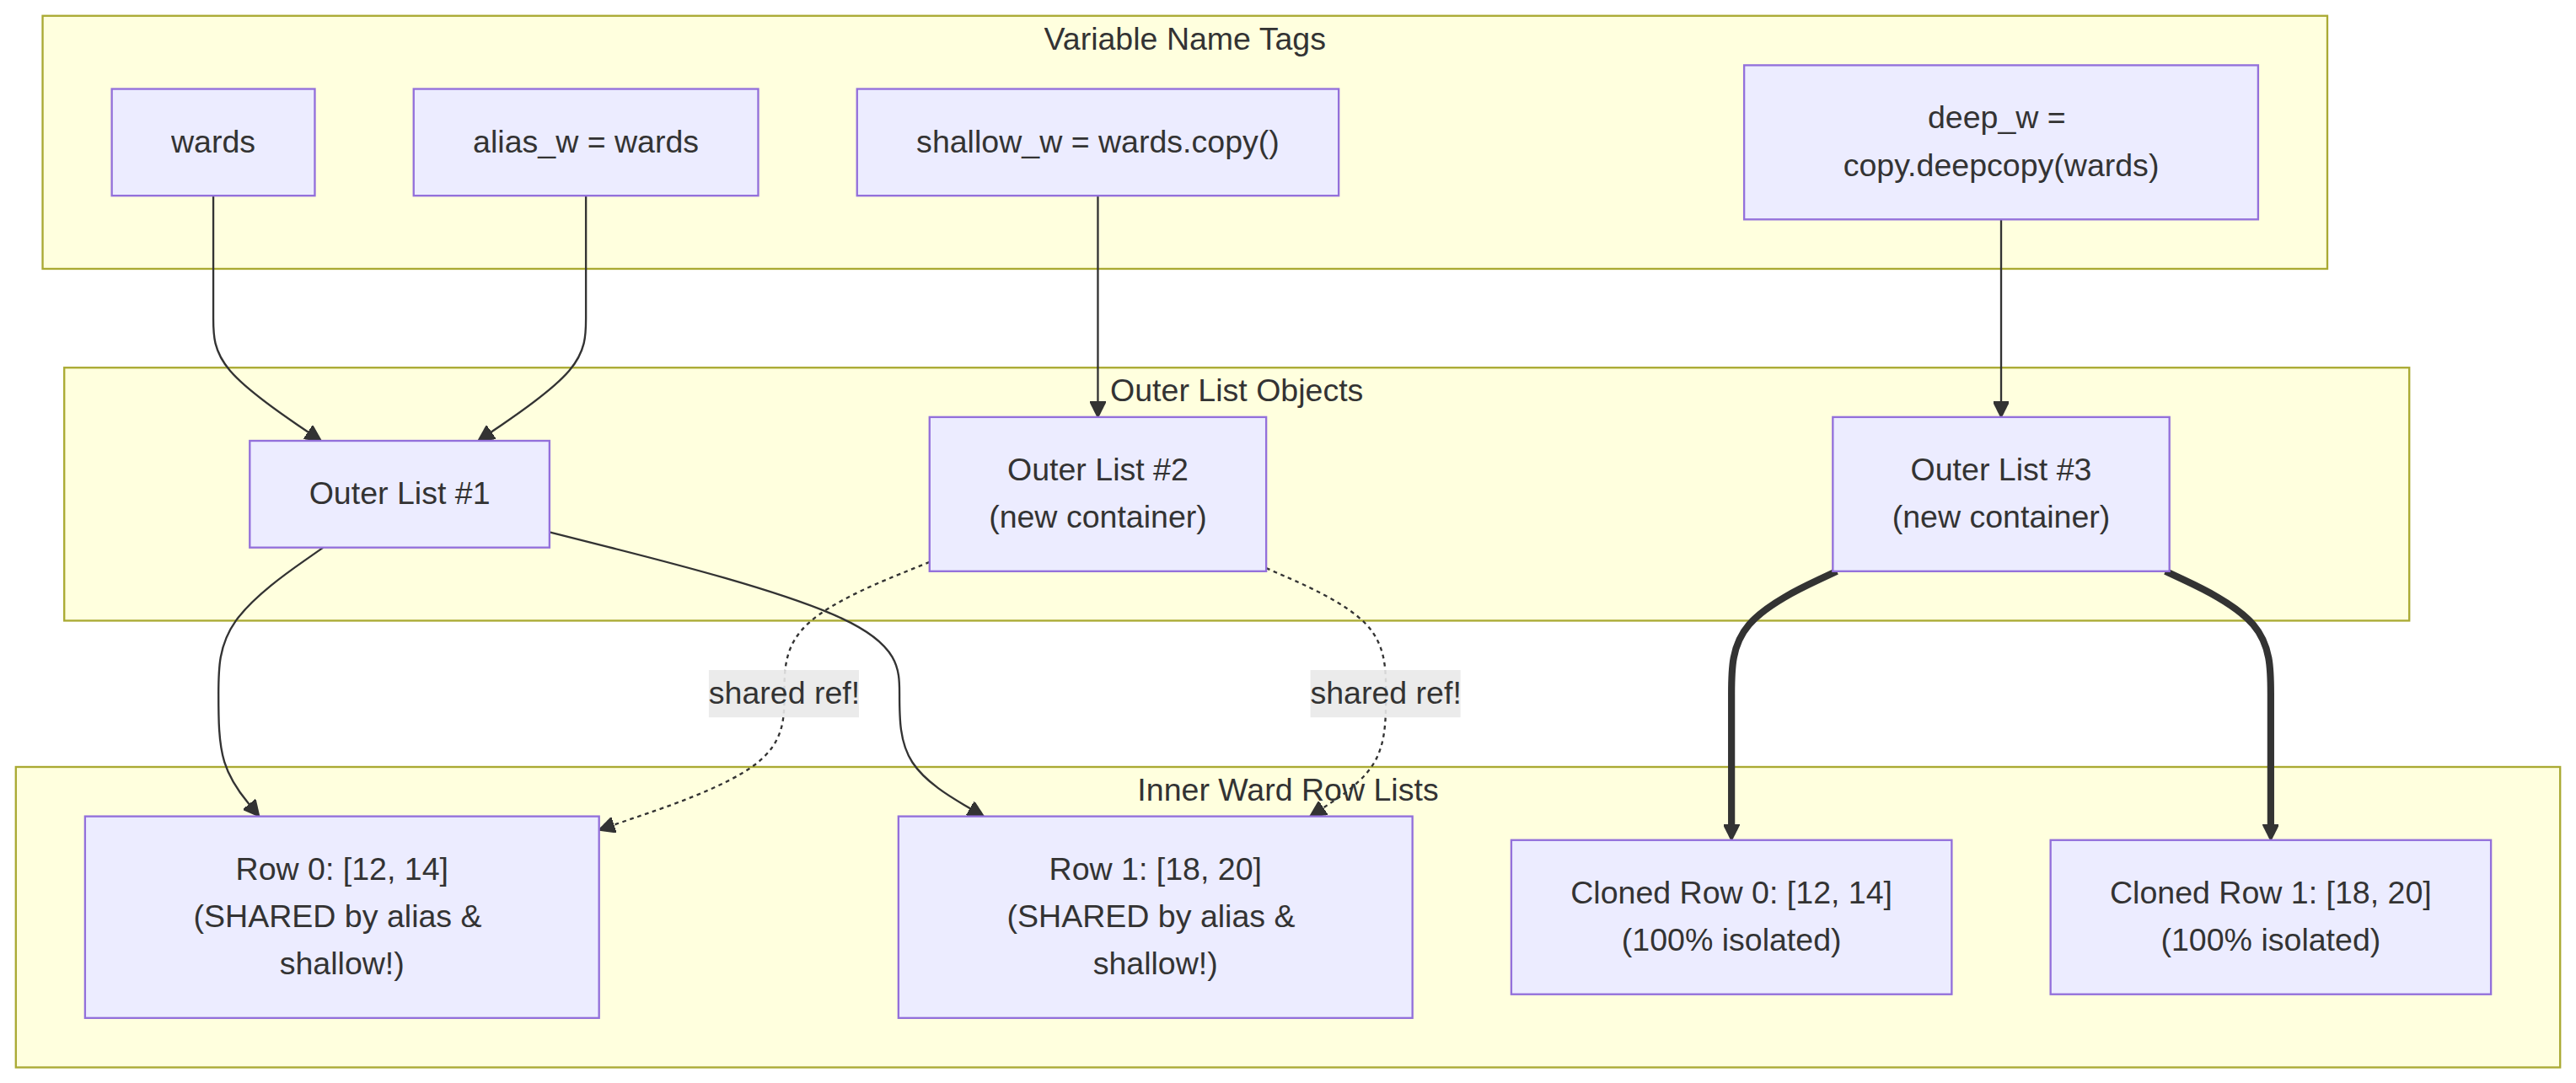 Variable Name Tags
wards
alias_w = wards
shallow_w = wards.copy()
deep_w =
copy.deepcopy(wards)
Outer List Objects
Outer List #1
Outer List #2
(new container)
Outer List #3
(new container)
shared ref!
shared ref!
Inner Ward Row Lists
Row 0: [12, 14]
(SHARED by alias &
shallow!)
Row 1: [18, 20]
(SHARED by alias &
shallow!)
Cloned Row 0: [12, 14]
(100% isolated)
Cloned Row 1: [18, 20]
(100% isolated)